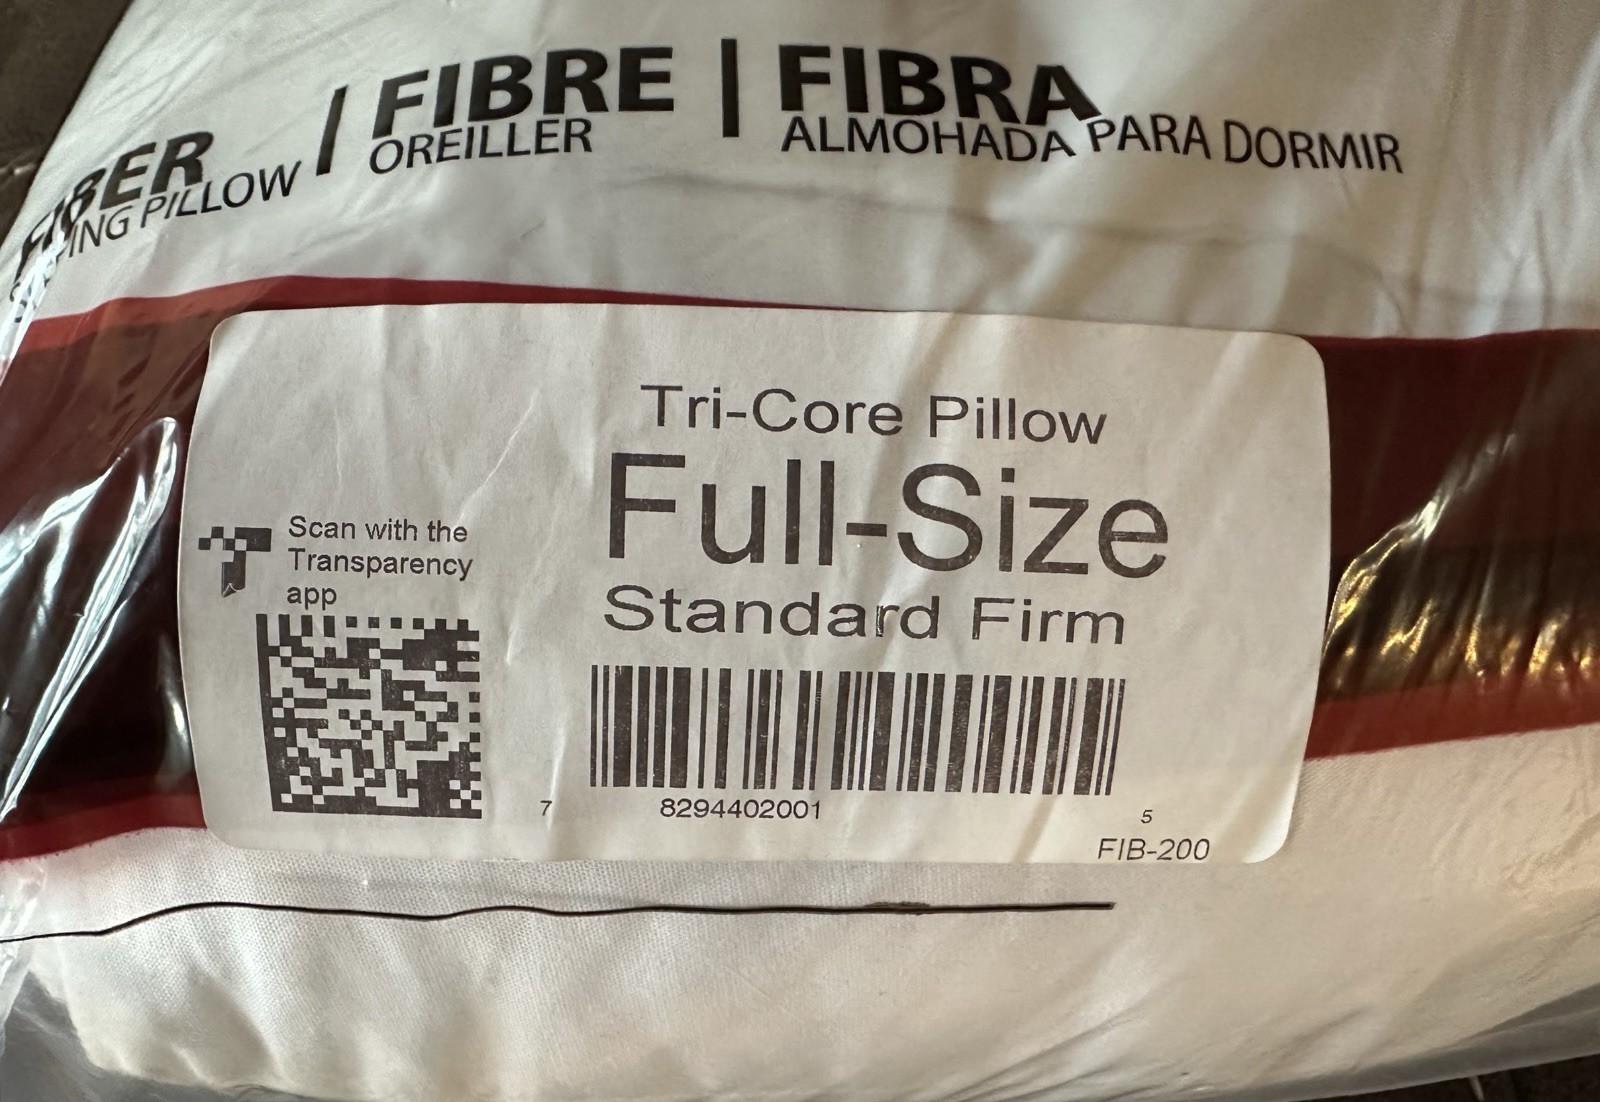 FIBER | FIBRE | FIBRA
SLEEPING PILLOW OREILLER ALMOHADA PARA DORMIR
Tri-Core Pillow
Full-Size
Standard Firm
Scan with the
Transparency
app
7 8294402001 5
FIB-200